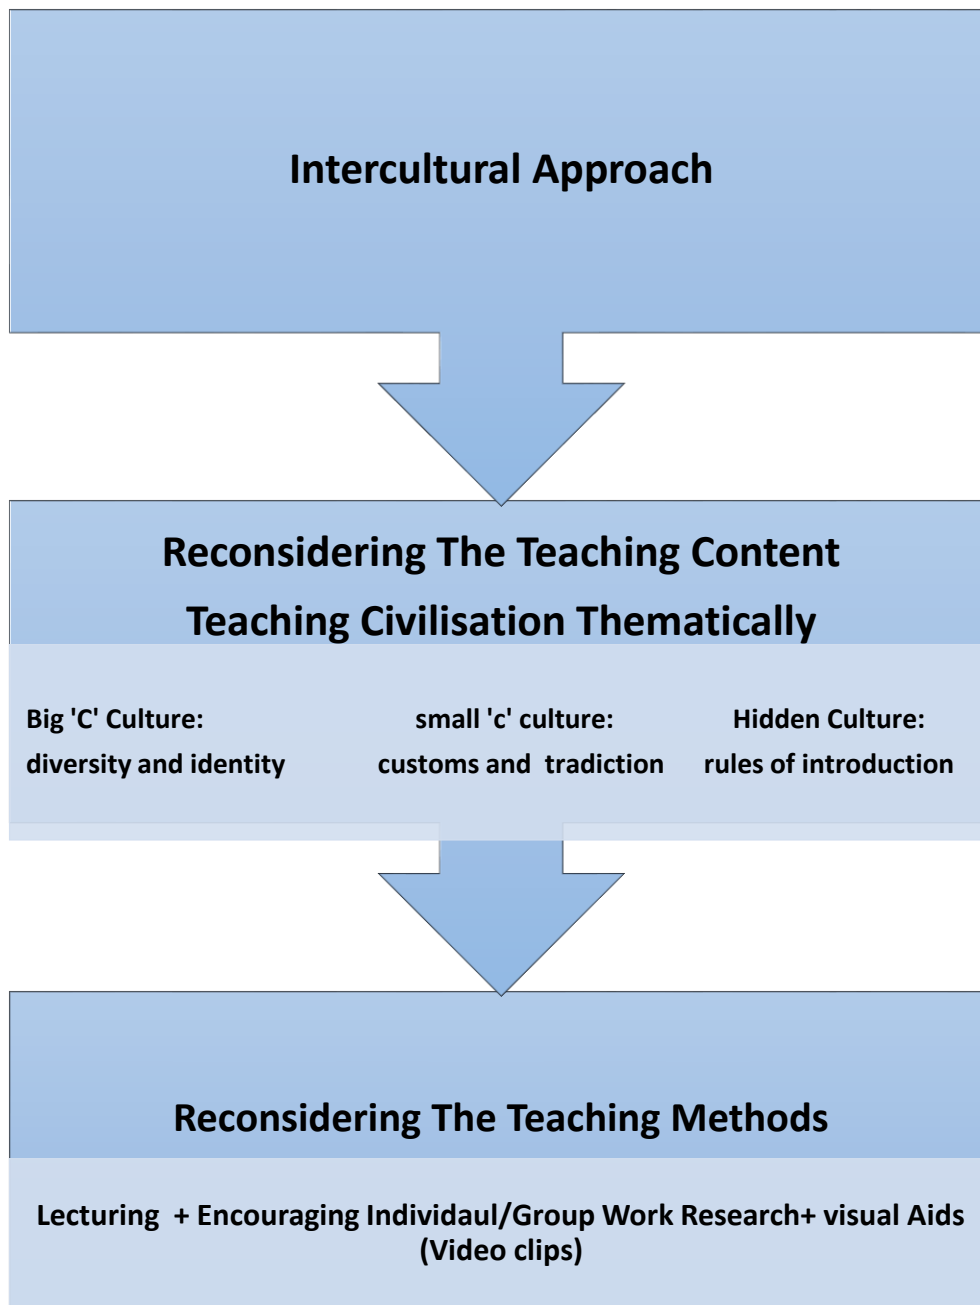 Intercultural Approach
Reconsidering The Teaching Content
Teaching Civilisation Thematically
Big 'C' Culture:
diversity and identity
small 'c' culture:
customs and tradiction
Hidden Culture:
rules of introduction
Reconsidering The Teaching Methods
Lecturing + Encouraging Individaul/Group Work Research+ visual Aids
(Video clips)